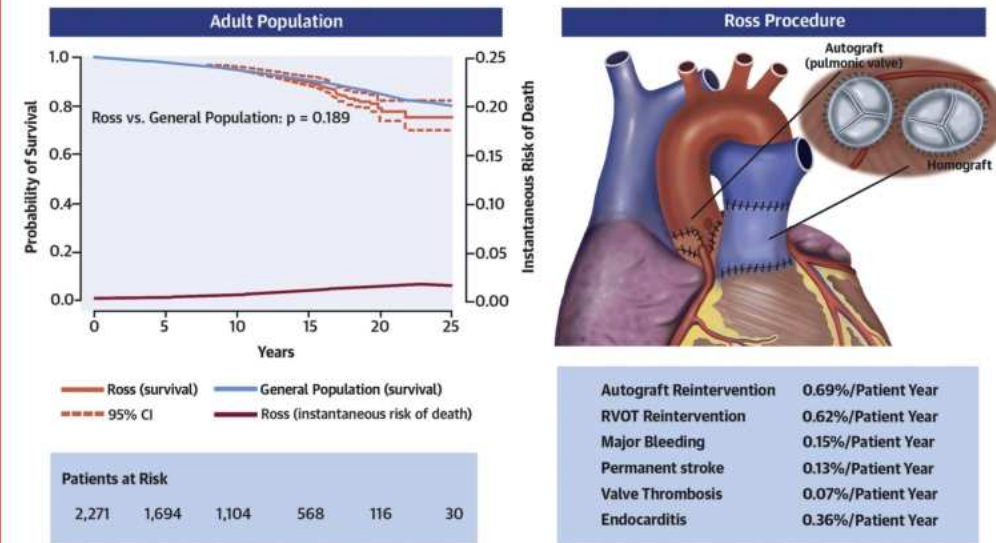 Adult Population
1.0
0.8
0.6
0.4
0.2
0.0
Probability of Survival
Ross vs. General Population: p = 0.189
0.25
0.20
0.15
0.10
0.05
0.00
Instantaneous Risk of Death
0 5 10 15 20 25
Years
Ross (survival) General Population (survival)
95% CI Ross (instantaneous risk of death)
Patients at Risk
2,271 1,694 1,104 568 116 30
Ross Procedure
Autograft
(pulmonic valve)
Homograft
Autograft Reintervention 0.69%/Patient Year
RVOT Reintervention 0.62%/Patient Year
Major Bleeding 0.15%/Patient Year
Permanent stroke 0.13%/Patient Year
Valve Thrombosis 0.07%/Patient Year
Endocarditis 0.36%/Patient Year